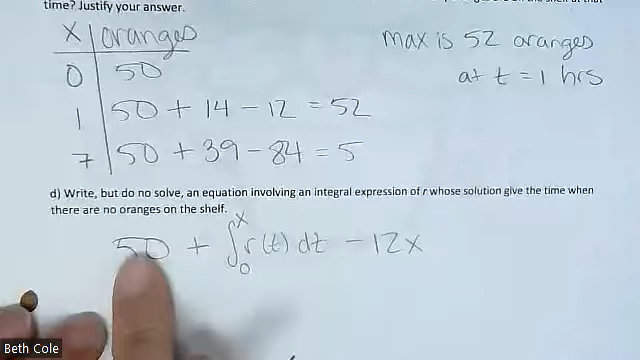 time? Justify your answer.
x oranges
0 50
1 50 + 14 - 12 = 52
7 50 + 39 - 84 = 5
max is 52 oranges
at t = 1 hrs
d) Write, but do no solve, an equation involving an integral expression of r whose solution give the time when
there are no oranges on the shelf.
50 + ∫₀ˣ r(t) dt - 12x
Beth Cole